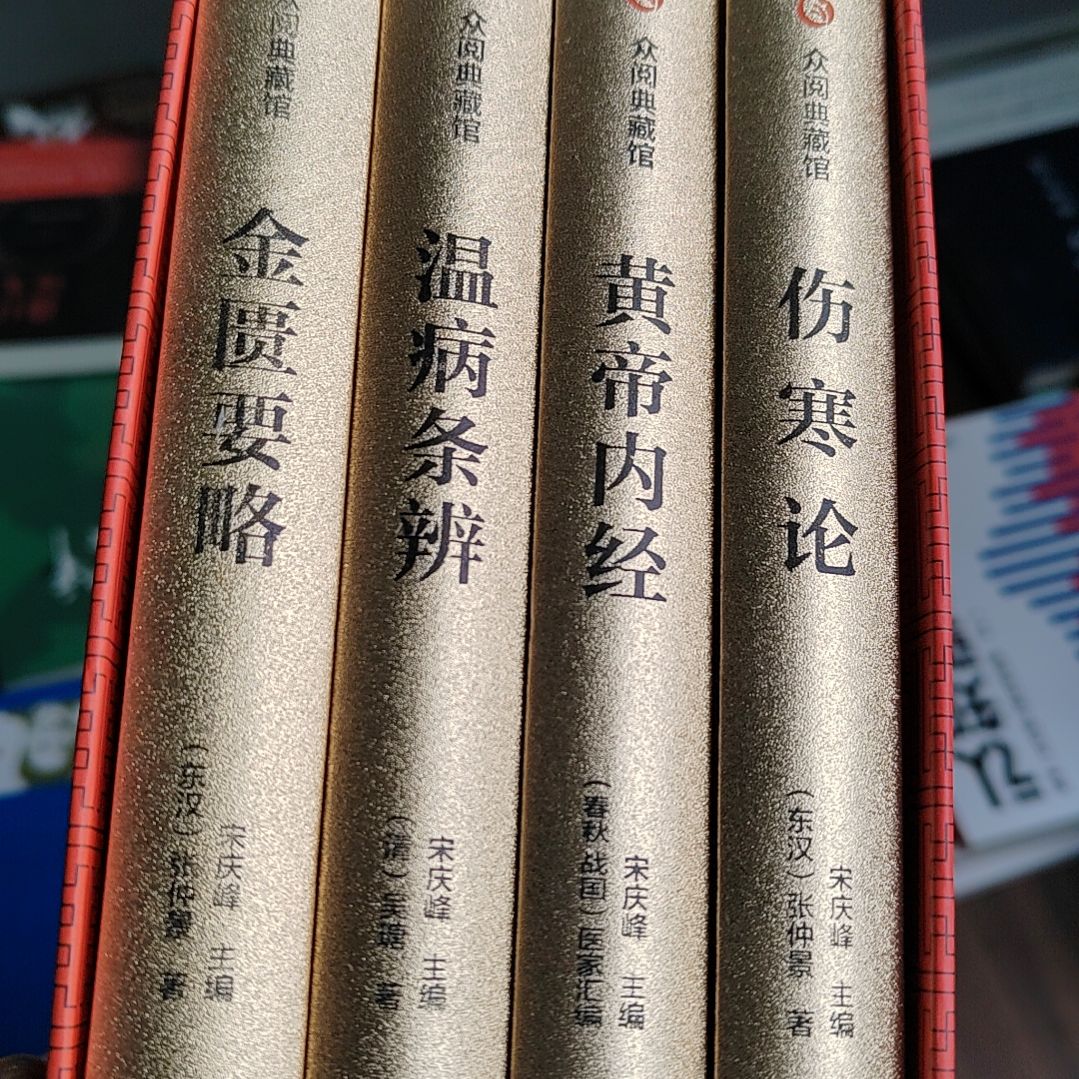 众阅典藏馆
金匮要略
(东汉)张仲景 著
宋庆峰 主编
众阅典藏馆
温病条辨
(清)吴瑭 著
宋庆峰 主编
众阅典藏馆
黄帝内经
(春秋战国)医家汇编
宋庆峰 主编
众阅典藏馆
伤寒论
(东汉)张仲景 著
宋庆峰 主编